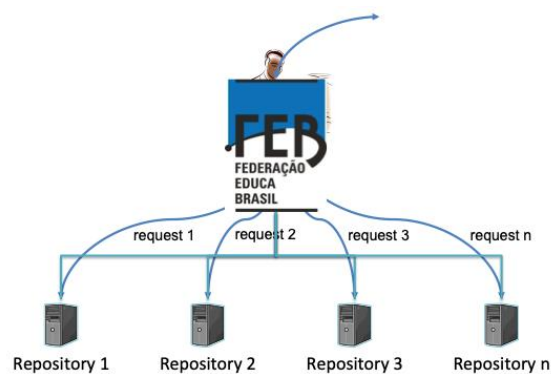 FEB
FEDERAÇÃO
EDUCA
BRASIL
request 1
request 2
request 3
request n
Repository 1
Repository 2
Repository 3
Repository n